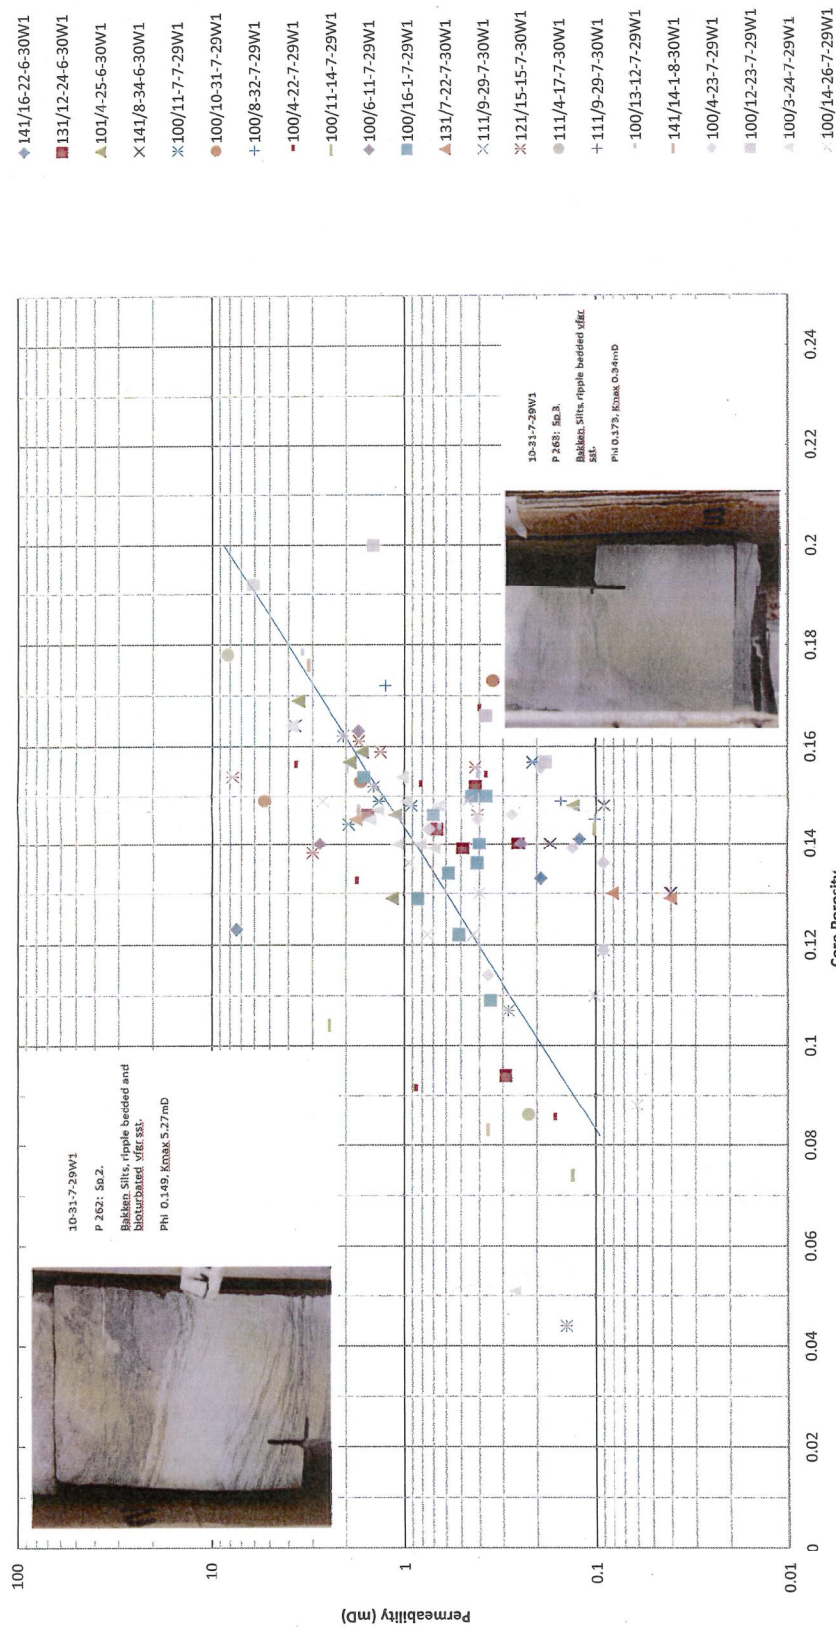 141/16-22-6-30W1
131/12-24-6-30W1
101/4-25-6-30W1
141/8-34-6-30W1
100/11-7-7-29W1
100/10-31-7-29W1
100/8-32-7-29W1
100/4-22-7-29W1
100/11-14-7-29W1
100/6-11-7-29W1
100/16-1-7-29W1
131/7-22-7-30W1
111/9-29-7-30W1
121/15-15-7-30W1
111/4-17-7-30W1
111/9-29-7-30W1
100/13-12-7-29W1
141/14-1-8-30W1
100/4-23-7-29W1
100/12-23-7-29W1
100/3-24-7-29W1
100/14-26-7-29W1
10-31-7-29W1
P 262: Sp.2.
Bakken Silts, ripple bedded and
bioturbated vfgr sst.
Phi 0.149, Kmax 5.27mD
10-31-7-29W1
P 263: Sp.3.
Bakken Silts, ripple bedded vfgr
sst.
Phi 0.173, Kmax 0.34mD
100
10
1
0.1
0.01
Permeability (mD)
0
0.02
0.04
0.06
0.08
0.1
0.12
0.14
0.16
0.18
0.2
0.22
0.24
Core Porosity